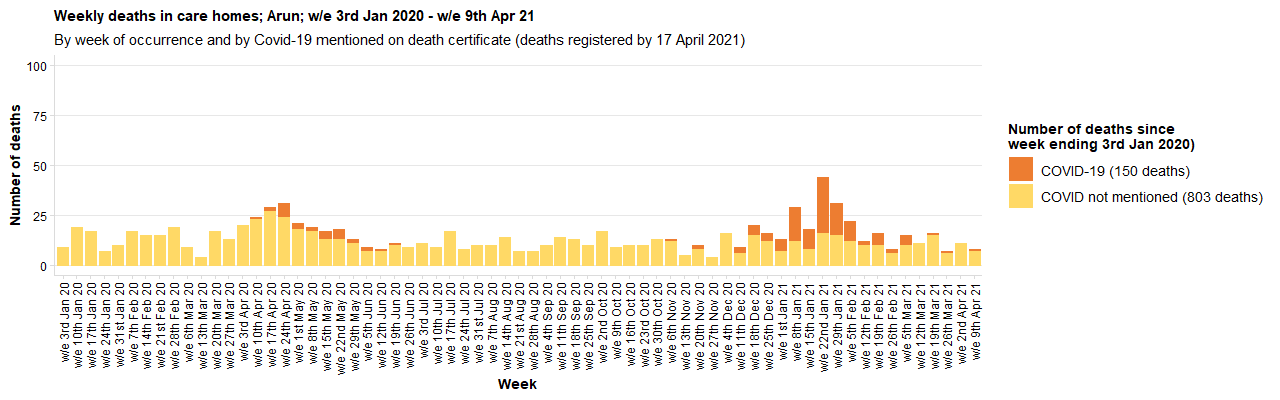 Weekly deaths in care homes; Arun; w/e 3rd Jan 2020 - w/e 9th Apr 21
By week of occurrence and by Covid-19 mentioned on death certificate (deaths registered by 17 April 2021)
Number of deaths
100
75
50
25
0
w/e 3rd Jan 20
w/e 10th Jan 20
w/e 17th Jan 20
w/e 24th Jan 20
w/e 31st Jan 20
w/e 7th Feb 20
w/e 14th Feb 20
w/e 21st Feb 20
w/e 28th Feb 20
w/e 6th Mar 20
w/e 13th Mar 20
w/e 20th Mar 20
w/e 27th Mar 20
w/e 3rd Apr 20
w/e 10th Apr 20
w/e 17th Apr 20
w/e 24th Apr 20
w/e 1st May 20
w/e 8th May 20
w/e 15th May 20
w/e 22nd May 20
w/e 29th May 20
w/e 5th Jun 20
w/e 12th Jun 20
w/e 19th Jun 20
w/e 26th Jun 20
w/e 3rd Jul 20
w/e 10th Jul 20
w/e 17th Jul 20
w/e 24th Jul 20
w/e 31st Jul 20
w/e 7th Aug 20
w/e 14th Aug 20
w/e 21st Aug 20
w/e 28th Aug 20
w/e 4th Sep 20
w/e 11th Sep 20
w/e 18th Sep 20
w/e 25th Sep 20
w/e 2nd Oct 20
w/e 9th Oct 20
w/e 16th Oct 20
w/e 23rd Oct 20
w/e 30th Oct 20
w/e 6th Nov 20
w/e 13th Nov 20
w/e 20th Nov 20
w/e 27th Nov 20
w/e 4th Dec 20
w/e 11th Dec 20
w/e 18th Dec 20
w/e 25th Dec 20
w/e 1st Jan 21
w/e 8th Jan 21
w/e 15th Jan 21
w/e 22nd Jan 21
w/e 29th Jan 21
w/e 5th Feb 21
w/e 12th Feb 21
w/e 19th Feb 21
w/e 26th Feb 21
w/e 5th Mar 21
w/e 12th Mar 21
w/e 19th Mar 21
w/e 26th Mar 21
w/e 2nd Apr 21
w/e 9th Apr 21
Week
Number of deaths since
week ending 3rd Jan 2020)
COVID-19 (150 deaths)
COVID not mentioned (803 deaths)